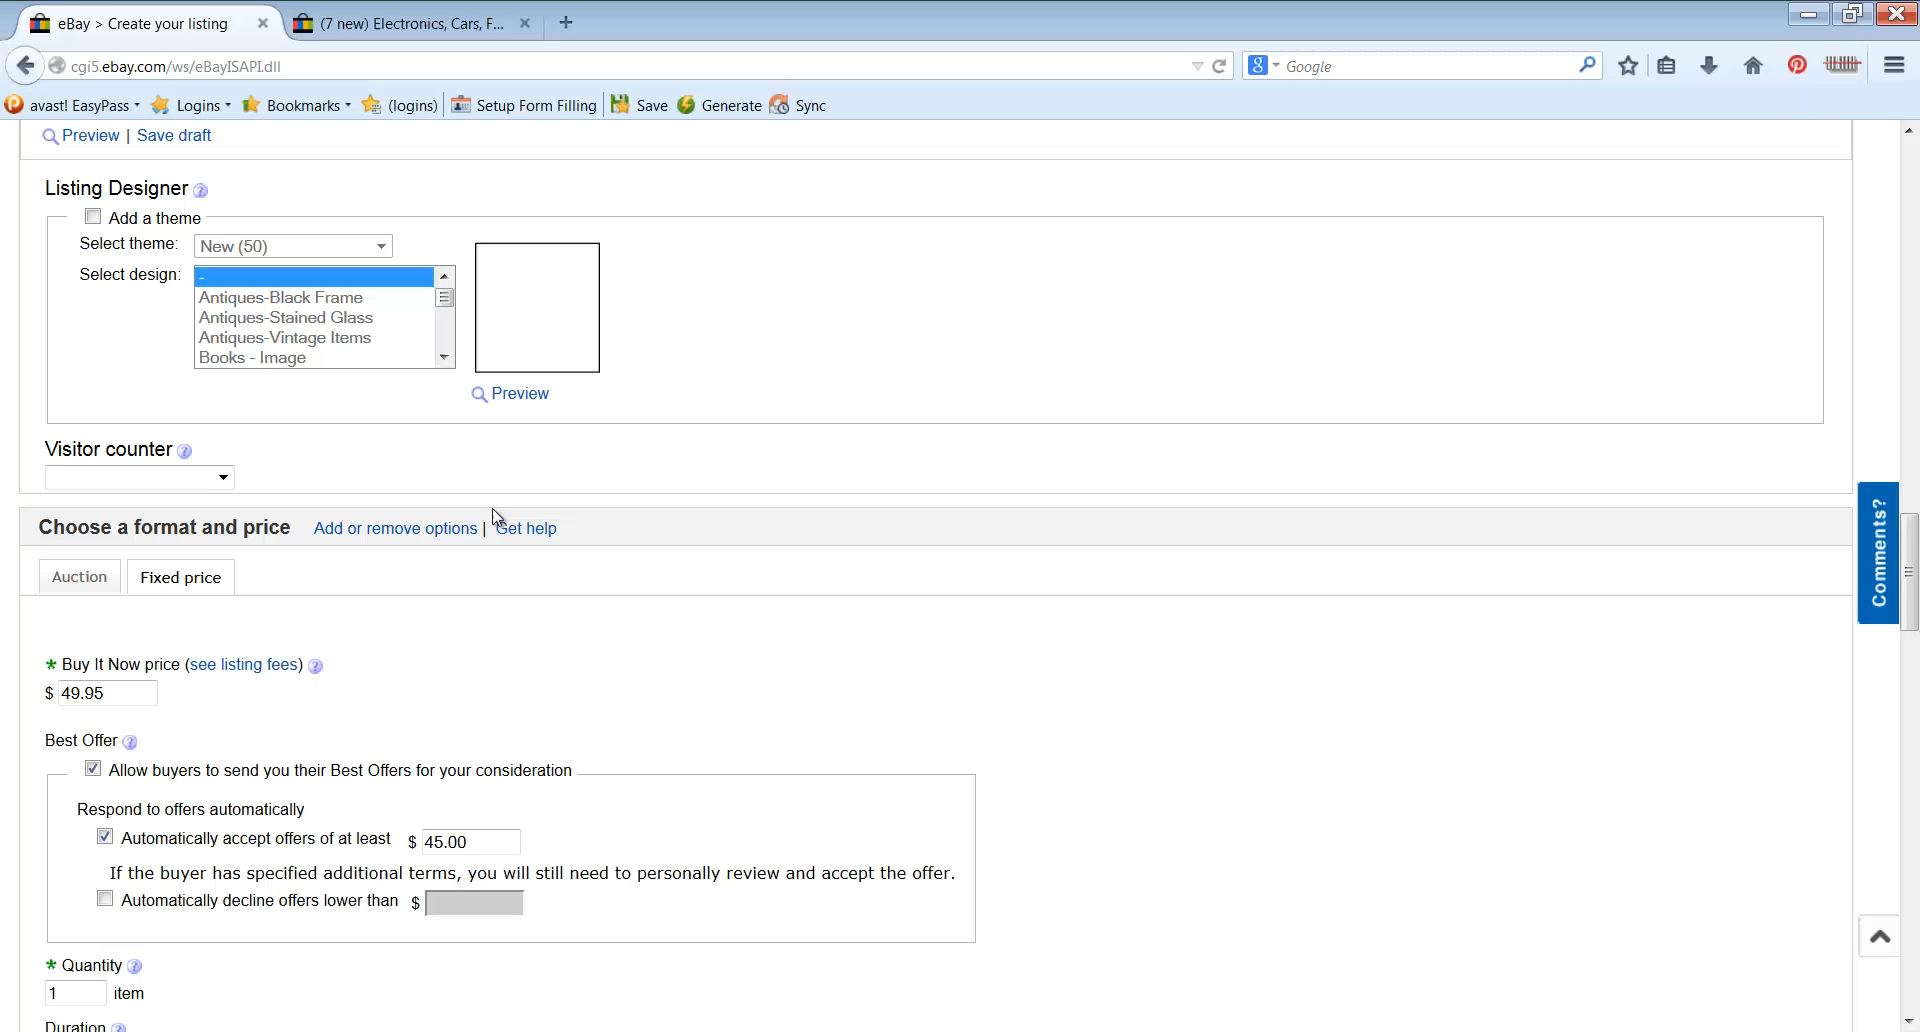 eBay > Create your listing
(7 new) Electronics, Cars, F...
cgi5.ebay.com/ws/eBayISAPI.dll
Google
avast! EasyPass
Logins
Bookmarks
(logins)
Setup Form Filling
Save
Generate
Sync
Preview | Save draft
Listing Designer
Add a theme
Select theme: New (50)
Select design: -
Antiques-Black Frame
Antiques-Stained Glass
Antiques-Vintage Items
Books - Image
Preview
Visitor counter
Choose a format and price Add or remove options | Get help
Comments?
Auction Fixed price
* Buy It Now price (see listing fees)
$ 49.95
Best Offer
Allow buyers to send you their Best Offers for your consideration
Respond to offers automatically
Automatically accept offers of at least $ 45.00
If the buyer has specified additional terms, you will still need to personally review and accept the offer.
Automatically decline offers lower than $
* Quantity
1 item
Duration